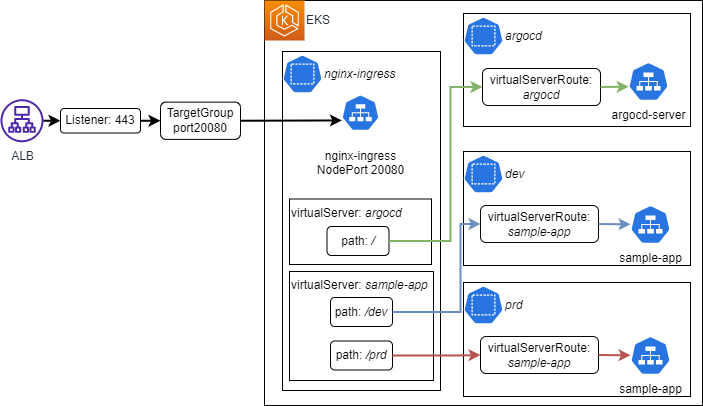 EKS
ALB
Listener: 443
TargetGroup
port20080
nginx-ingress
nginx-ingress
NodePort 20080
virtualServer: argocd
path: /
virtualServer: sample-app
path: /dev
path: /prd
argocd
virtualServerRoute:
argocd
argocd-server
dev
virtualServerRoute:
sample-app
sample-app
prd
virtualServerRoute:
sample-app
sample-app